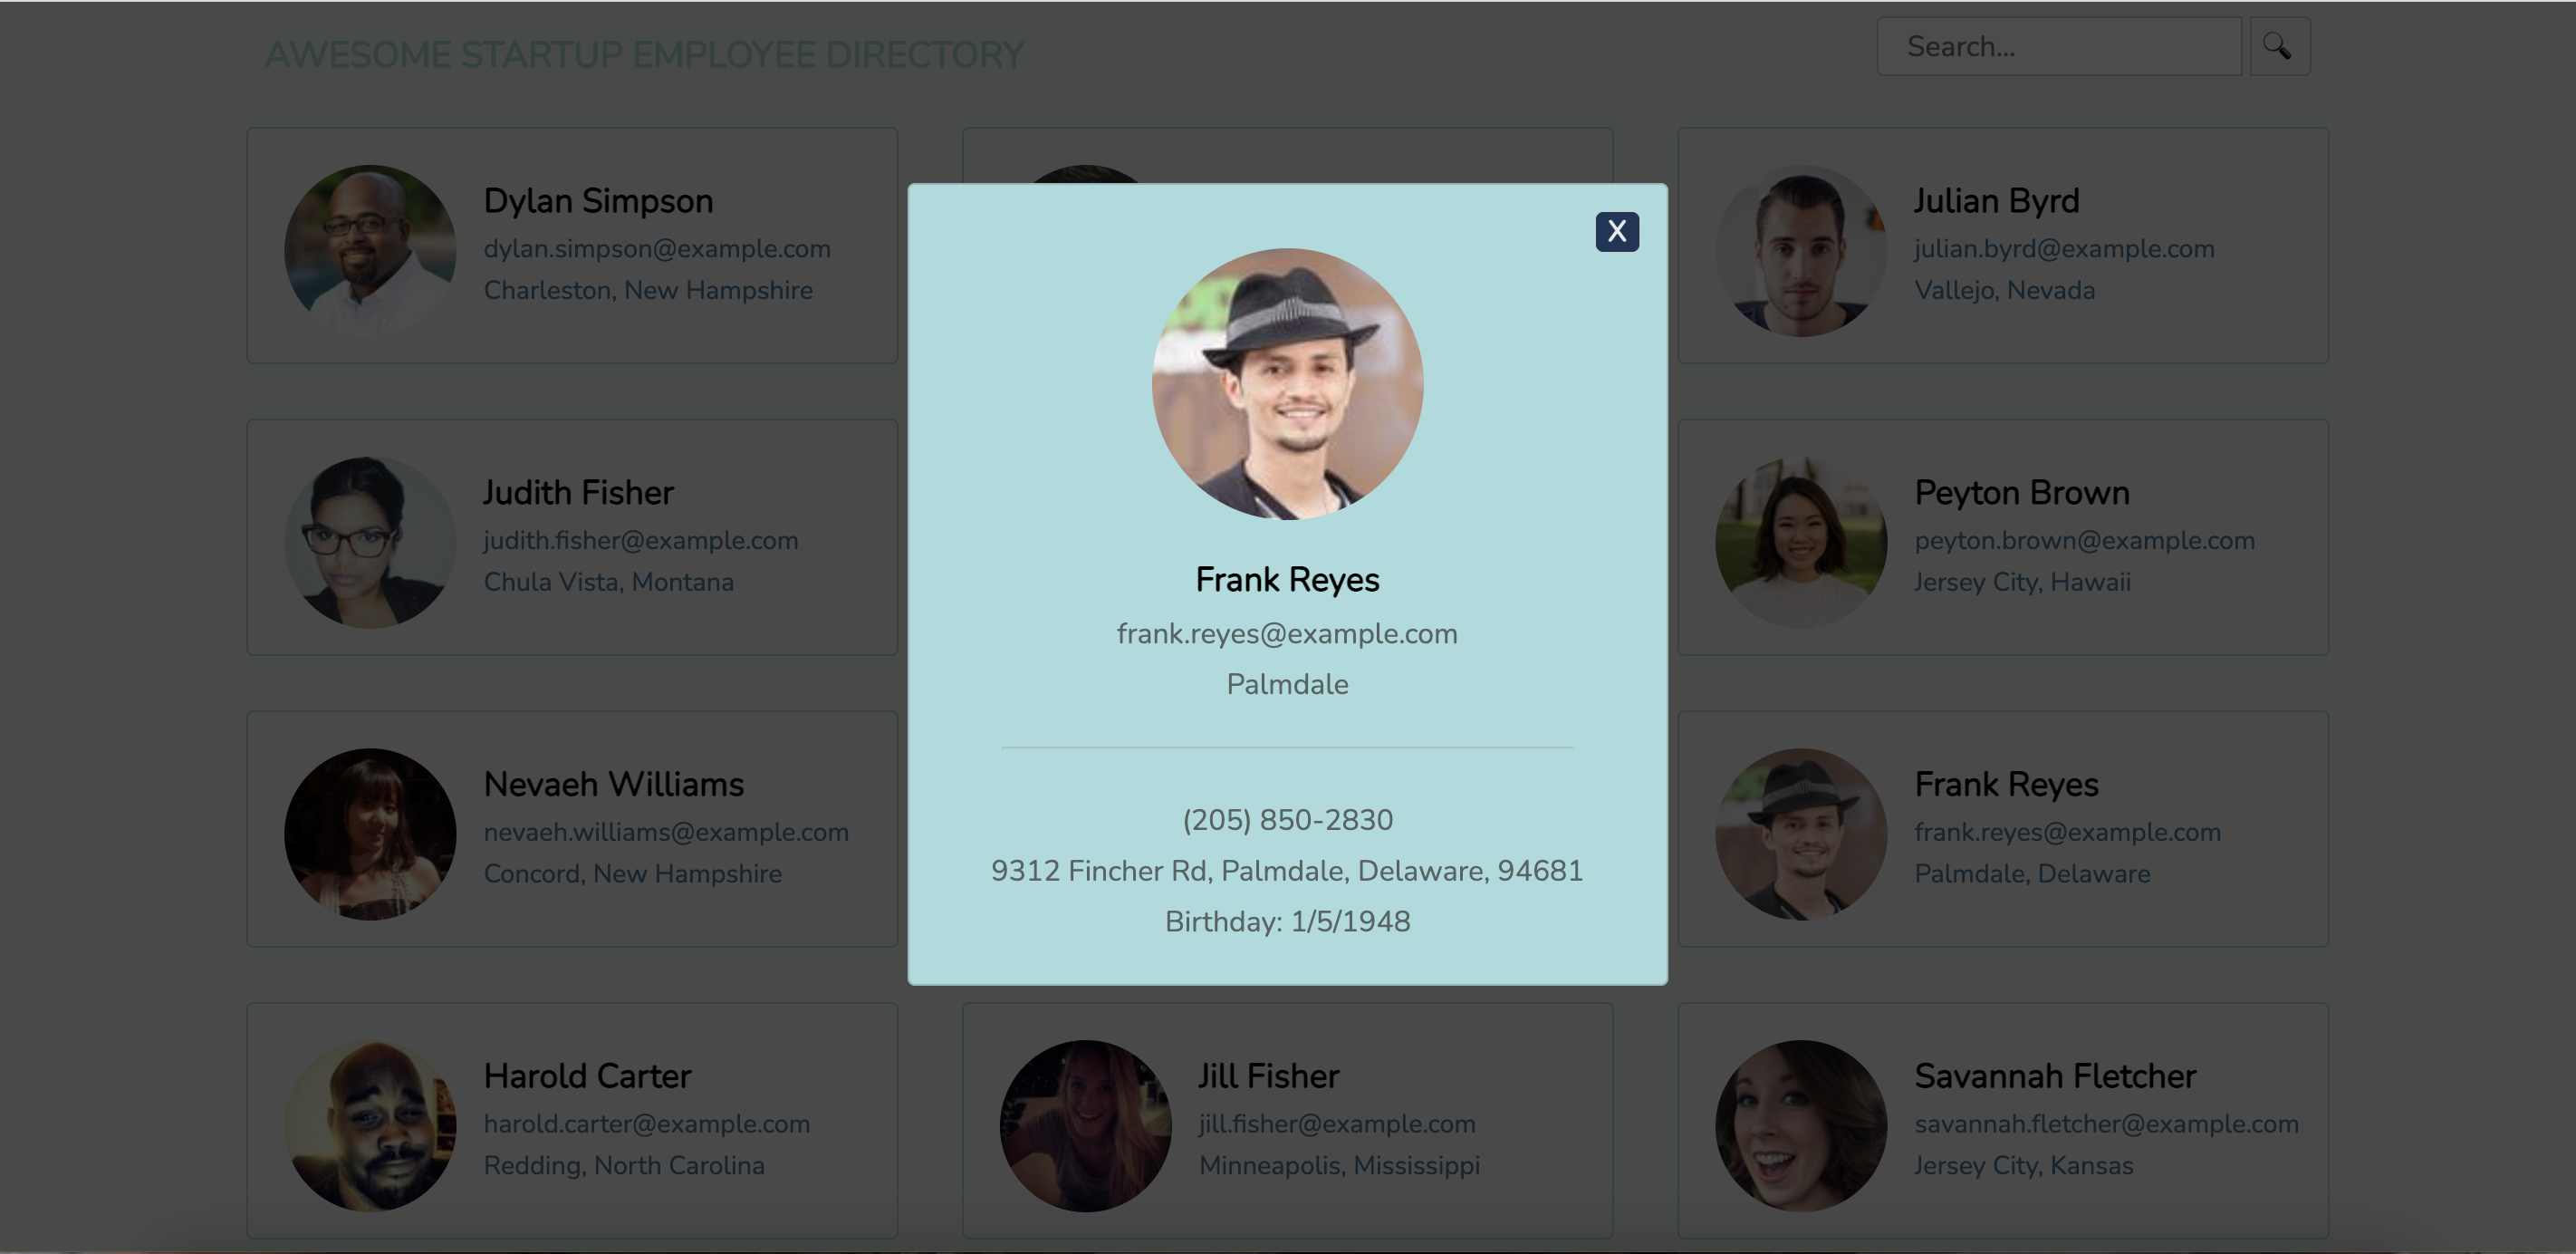 AWESOME STARTUP EMPLOYEE DIRECTORY
Search...
Dylan Simpson
dylan.simpson@example.com
Charleston, New Hampshire
Julian Byrd
julian.byrd@example.com
Vallejo, Nevada
X
Frank Reyes
frank.reyes@example.com
Palmdale
(205) 850-2830
9312 Fincher Rd, Palmdale, Delaware, 94681
Birthday: 1/5/1948
Judith Fisher
judith.fisher@example.com
Chula Vista, Montana
Peyton Brown
peyton.brown@example.com
Jersey City, Hawaii
Nevaeh Williams
nevaeh.williams@example.com
Concord, New Hampshire
Frank Reyes
frank.reyes@example.com
Palmdale, Delaware
Harold Carter
harold.carter@example.com
Redding, North Carolina
Jill Fisher
jill.fisher@example.com
Minneapolis, Mississippi
Savannah Fletcher
savannah.fletcher@example.com
Jersey City, Kansas